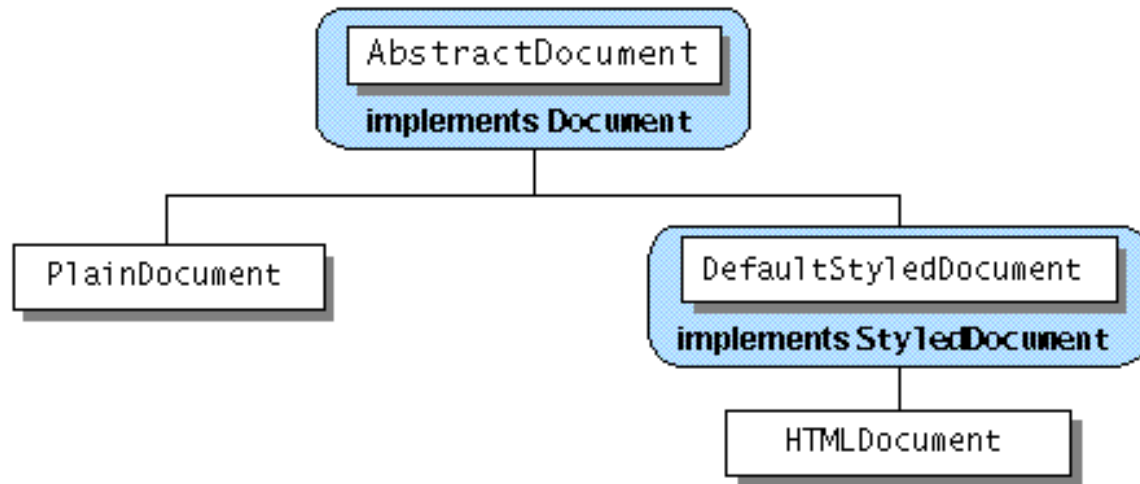 AbstractDocument
implements Document
PlainDocument
DefaultStyledDocument
implements StyledDocument
HTMLDocument